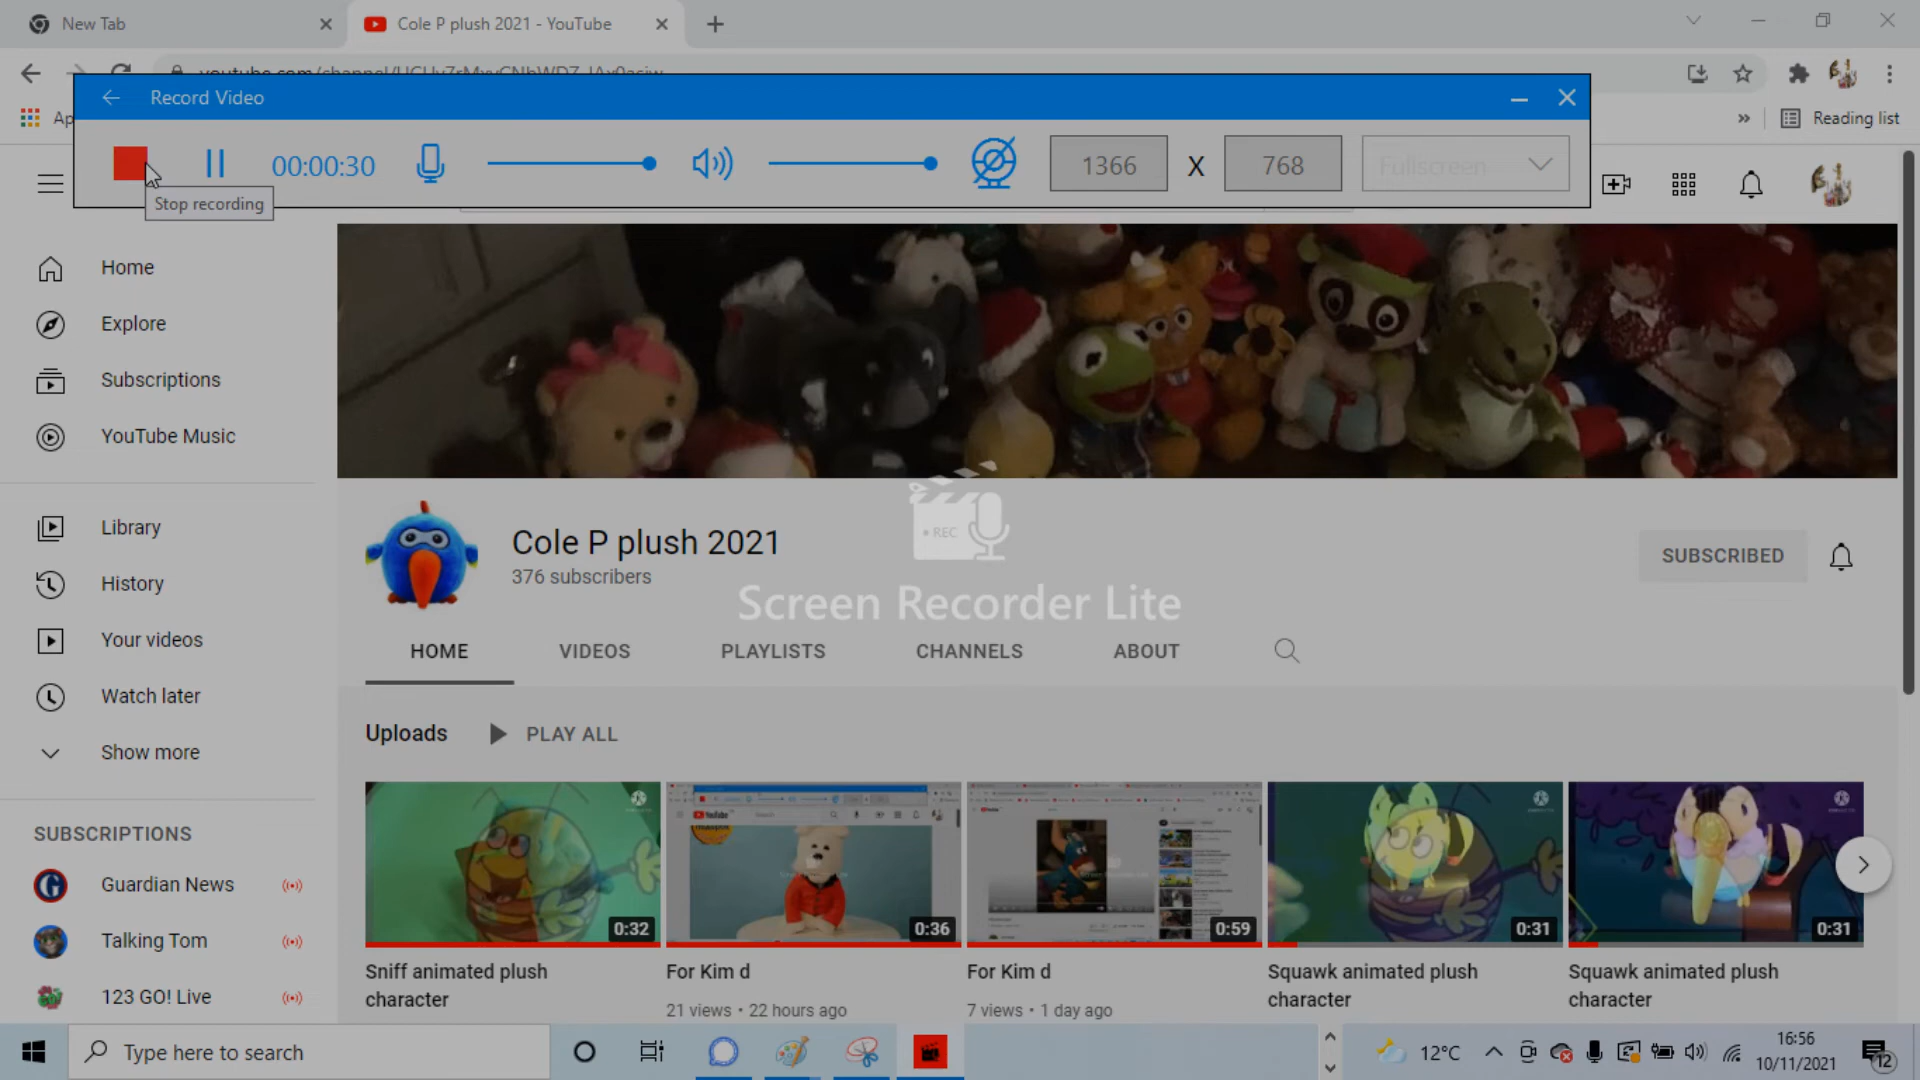 New Tab
Cole P plush 2021 - YouTube
Record Video
Reading list
00:00:30
1366 X 768 Fullscreen
Stop recording
Home
Explore
Subscriptions
YouTube Music
Library
History
Your videos
Watch later
Show more
SUBSCRIPTIONS
Guardian News
Talking Tom
123 GO! Live
REC
Screen Recorder Lite
Cole P plush 2021
376 subscribers
SUBSCRIBED
HOME VIDEOS PLAYLISTS CHANNELS ABOUT
Uploads PLAY ALL
0:32
0:36
0:59
0:31
0:31
Sniff animated plush
character
For Kim d
21 views • 22 hours ago
For Kim d
7 views • 1 day ago
Squawk animated plush
character
Squawk animated plush
character
Type here to search
12°C
16:56
10/11/2021
12